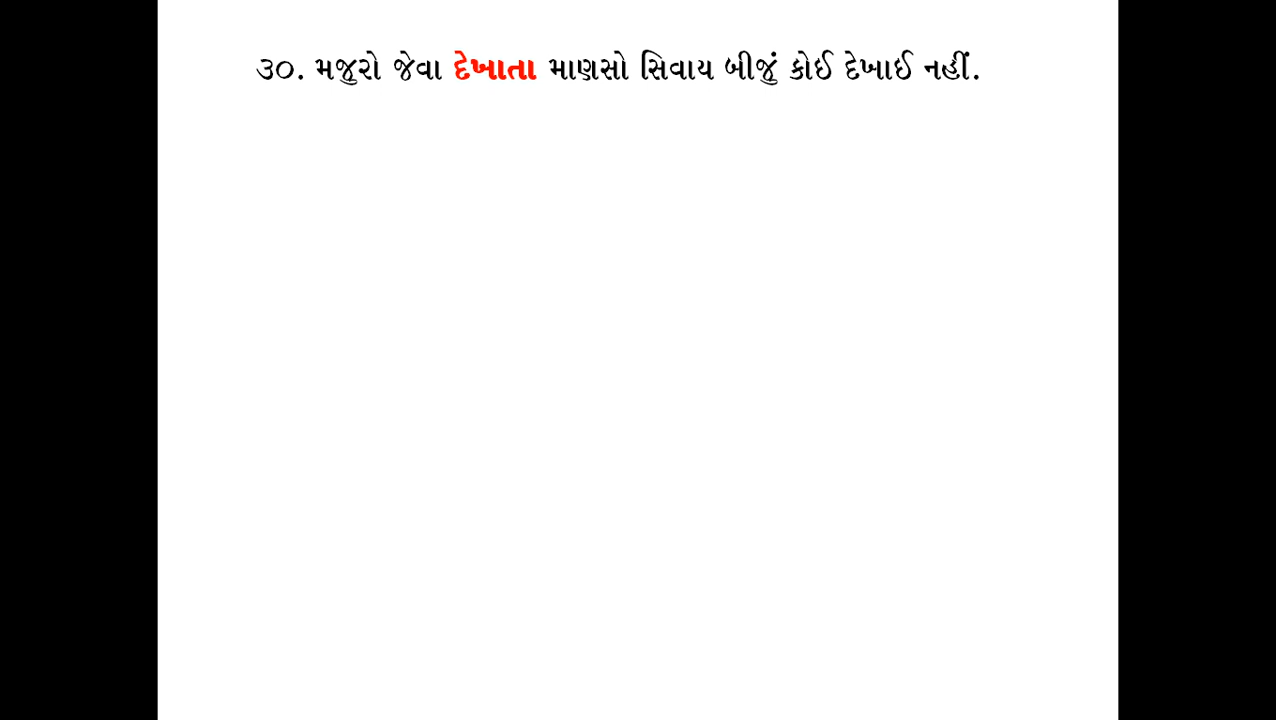 ૩૦. મજુરો જેવા દેખાતા માણસો સિવાય બીજું કોઈ દેખાઈ નહીં.